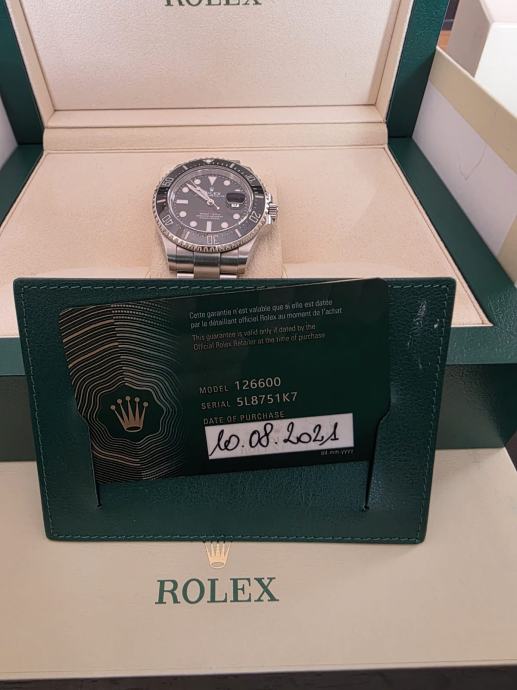 ROLEX
Cette garantie n'est valable que si elle est datée
par le détaillant officiel Rolex au moment de l'achat
This guarantee is valid only if dated by the
Official Rolex Retailer at the time of purchase
MODEL 126600
SERIAL 5L8751K7
DATE OF PURCHASE
10.08.2021
dd-mm-yyyy
ROLEX